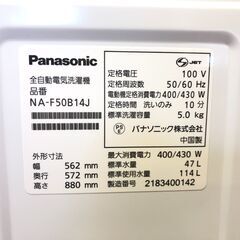 Panasonic
全自動電気洗濯機
品番
NA-F50B14J
JET
定格電圧 100 V
定格周波数 50/60 Hz
電動機定格消費電力 400/430 W
定格時間 洗いのみ 10 分
標準洗濯容量 5.0 kg
PSE
パナソニック株式会社
中国製
外形寸法
幅 562 mm
奥行 572 mm
高さ 880 mm
最大消費電力 400/430 W
標準水量 47 L
標準使用水量 114 L
製造番号 2183400142